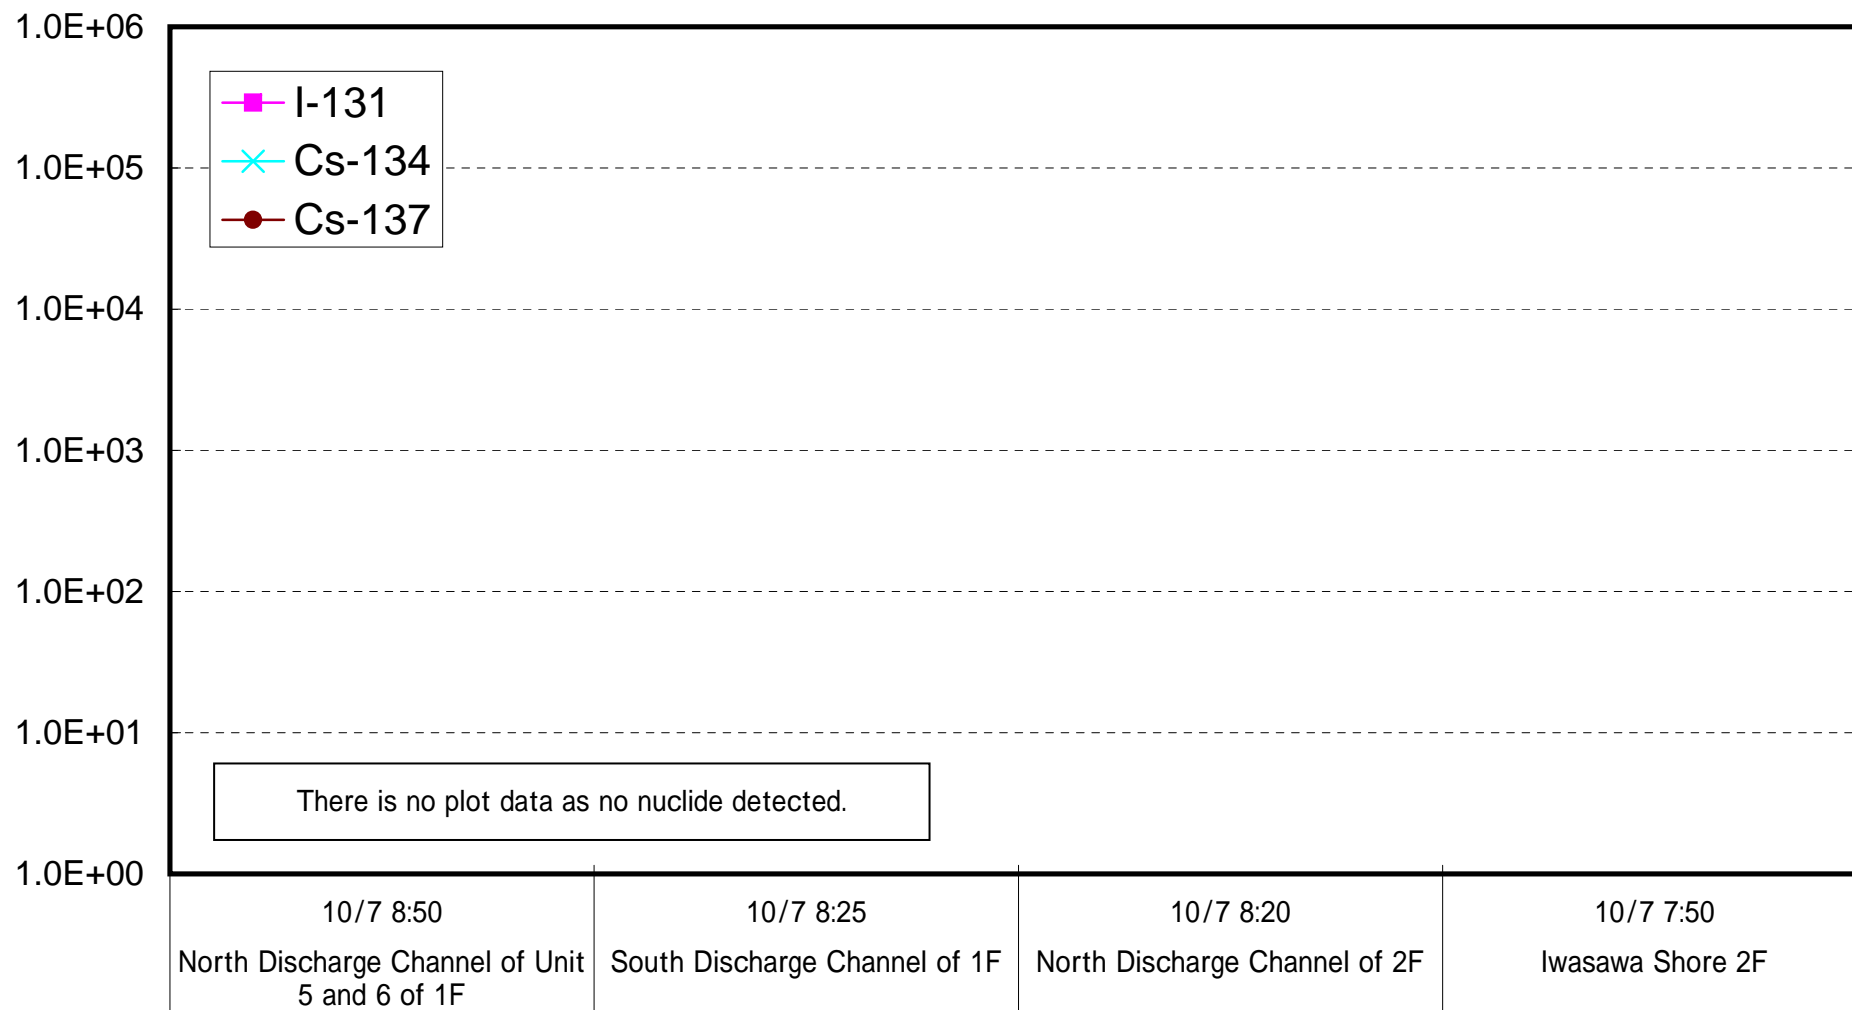 1.0E+06
1.0E+05
1.0E+04
1.0E+03
1.0E+02
1.0E+01
1.0E+00
I-131
Cs-134
Cs-137
There is no plot data as no nuclide detected.
10/7 8:50
North Discharge Channel of Unit
5 and 6 of 1F
10/7 8:25
South Discharge Channel of 1F
10/7 8:20
North Discharge Channel of 2F
10/7 7:50
Iwasawa Shore 2F